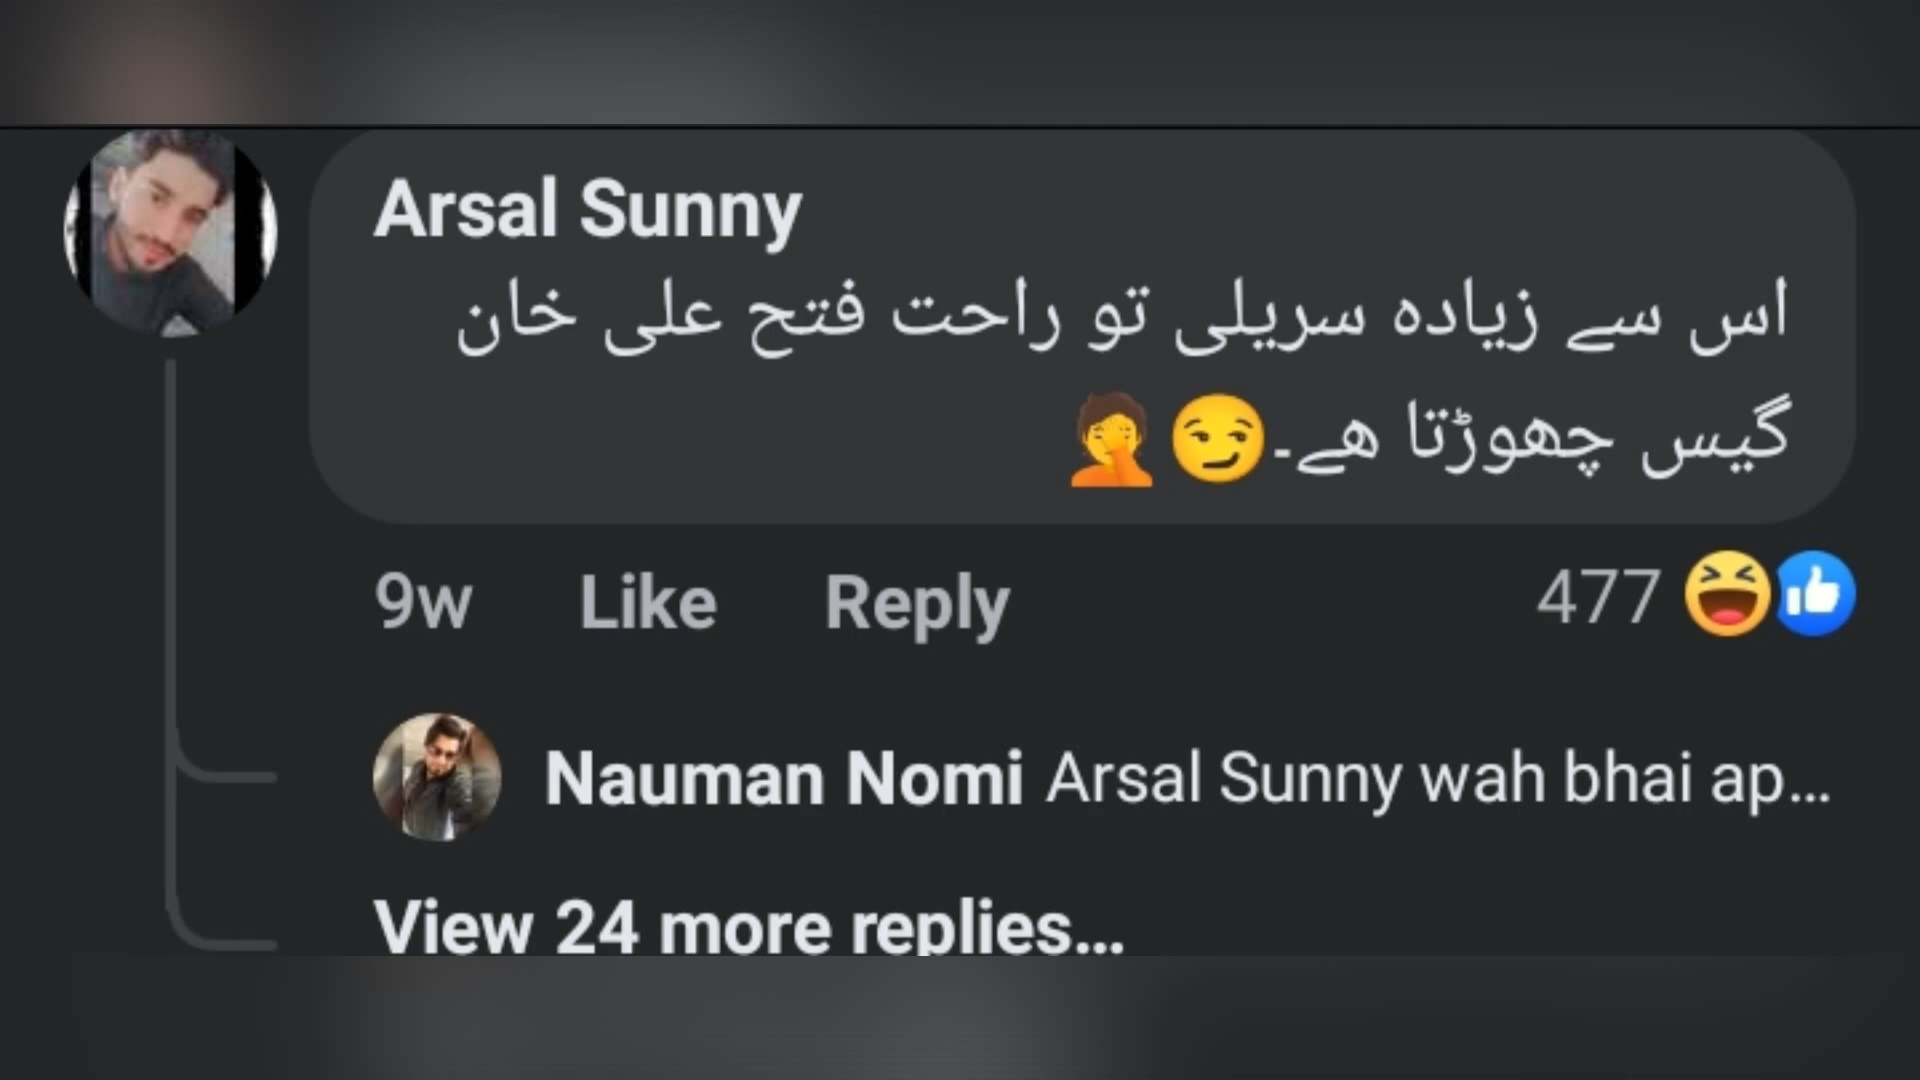 Arsal Sunny
اس سے زیادہ سریلی تو راحت فتح علی خان
گیس چھوڑتا ھے۔😏🤦
9w Like Reply 477
Nauman Nomi Arsal Sunny wah bhai ap...
View 24 more replies...